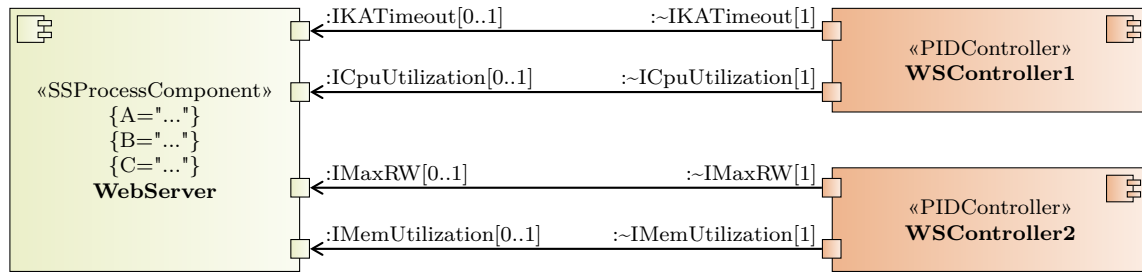 :IKATimeout[0..1]
:~IKATimeout[1]
«PIDController»
WSController1
:ICpuUtilization[0..1]
:~ICpuUtilization[1]
«SSProcessComponent»
{A="..."}
{B="..."}
{C="..."}
WebServer
:IMaxRW[0..1]
:~IMaxRW[1]
«PIDController»
WSController2
:IMemUtilization[0..1]
:~IMemUtilization[1]